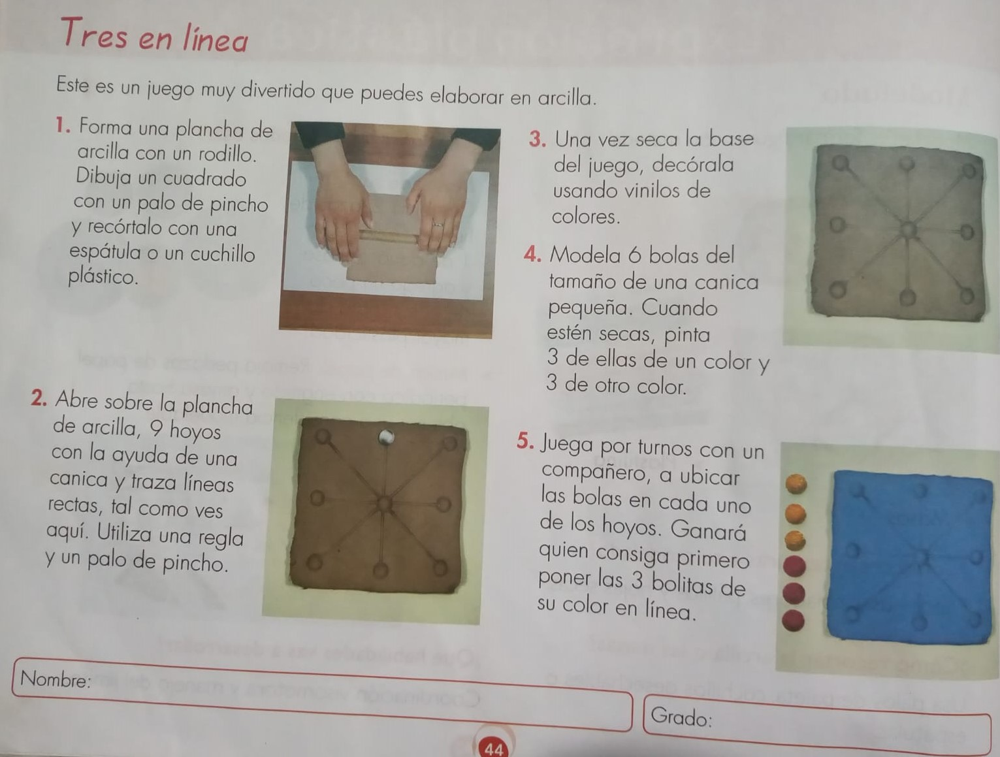 Tres en línea
Este es un juego muy divertido que puedes elaborar en arcilla.
1. Forma una plancha de
arcilla con un rodillo.
Dibuja un cuadrado
con un palo de pincho
y recórtalo con una
espátula o un cuchillo
plástico.
2. Abre sobre la plancha
de arcilla, 9 hoyos
con la ayuda de una
canica y traza líneas
rectas, tal como ves
aquí. Utiliza una regla
y un palo de pincho.
3. Una vez seca la base
del juego, decórala
usando vinilos de
colores.
4. Modela 6 bolas del
tamaño de una canica
pequeña. Cuando
estén secas, pinta
3 de ellas de un color y
3 de otro color.
5. Juega por turnos con un
compañero, a ubicar
las bolas en cada uno
de los hoyos. Ganará
quien consiga primero
poner las 3 bolitas de
su color en línea.
Nombre:
Grado:
44